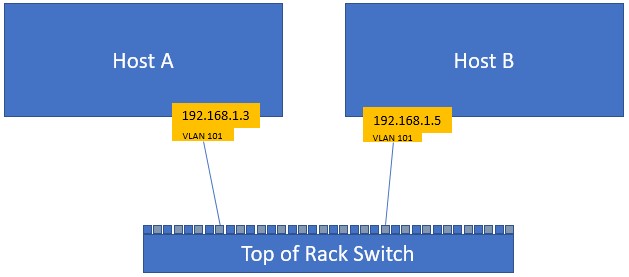 Host A
Host B
192.168.1.3
VLAN 101
192.168.1.5
VLAN 101
Top of Rack Switch